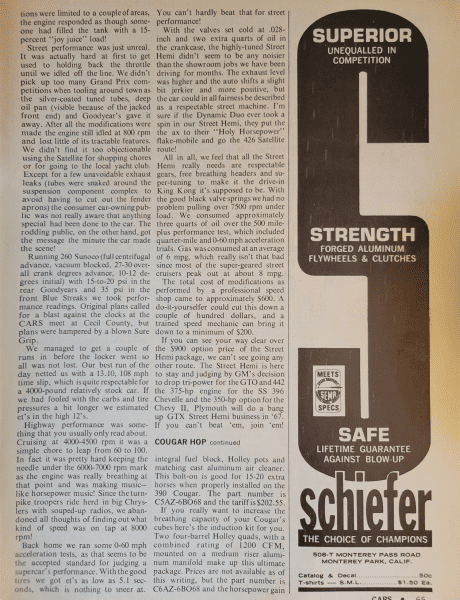 tions were limited to a couple of areas,
the engine responded as though some-
one had filled the tank with a 15-
percent "joy juice" load!
Street performance was just unreal.
It was actually hard at first to get
used to holding back the throttle
until we idled off the line. We didn't
pick up too many Grand Prix com-
petitions when tooling around town as
the silver-coated tuned tubes, deep
oil pan (visible because of the jacked
front end) and Goodyear's gave it
away. After all the modifications were
made the engine still idled at 800 rpm
and lost little of its tractable features.
We didn't find it too objectionable
using the Satellite for shopping chores
or for going to the local yacht club.
Except for a few unavoidable exhaust
leaks (tubes were snaked around the
suspension component complex to
avoid having to cut out the fender
aprons) the consumer car-owning pub-
lic was not really aware that anything
special had been done to the car. The
rodding public, on the other hand, got
the message the minute the car made
the scene!
Running 260 Sunoco (full centrifugal
advance, vacuum blocked, 27-30 over-
all crank degrees advance, 10-12 de-
grees initial) with 15-to-20 psi in the
rear Goodyears and 35 psi in the
front Blue Streaks we took perfor-
mance readings. Original plans called
for a blast against the clocks at the
CARS meet at Cecil County, but
plans were hampered by a blown Sure
Grip.
We managed to get a couple of
runs in before the locker went so
all was not lost. Our best run of the
day netted us with a 13.10, 108 mph
time slip, which is quite respectable for
a 4000-pound relatively stock car. If
we had fooled with the carbs and tire
pressures a bit longer we estimated
et's in the high 12's.
Highway performance was some-
thing that you usually only read about.
Cruising at 4000-4500 rpm it was a
simple chore to leap from 60 to 100.
In fact it was pretty hard keeping the
needle under the 6000-7000 rpm mark
as the engine was really breathing at
that point and was making music—
like horsepower music! Since the turn-
pike troopers ride herd in big Chrys-
lers with souped-up radios, we aban-
doned all thoughts of finding out what
kind of speed was on tap at 8000
rpm!
Back home we ran some 0-60 mph
acceleration tests, as that seems to be
the accepted standard for judging a
supercar's performance. With the good
tires we got et's as low as 5.1 sec-
onds, which is nothing to sneer at.
You can't hardly beat that for street
performance!
With the valves set cold at .028-
inch and two extra quarts of oil in
the crankcase, the highly-tuned Street
Hemi didn't seem to be any noisier
than the showroom jobs we have been
driving for months. The exhaust level
was higher and the auto shifts a slight
bit jerkier and more positive, but
the car could in all fairness be described
as a respectable street machine. I'm
sure if the Dynamic Duo ever took a
spin in our Street Hemi, they put the
the ax to their "Holy Horsepower"
flake-mobile and go the 426 Satellite
route!
All in all, we feel that all the Street
Hemi really needs are respectable
gears, free breathing headers and su-
per-tuning to make it the drive-in
King Kong it's supposed to be. With
the good black valve springs we had no
problem pulling over 7500 rpm under
load. We consumed approximately
three quarts of oil over the 500 mile-
plus performance test, which included
quarter-mile and 0-60 mph acceleration
trials. Gas was consumed at an average
of 6 mpg, which really isn't that bad
since most of the super-geared street
cruisers peak out at about 8 mpg.
The total cost of modifications as
performed by a professional speed
shop came to approximately $600. A
do-it-yourselfer could cut this down a
couple of hundred dollars, and a
trained speed mechanic can bring it
down to a minimum of $200.
If you can see your way clear over
the $900 option price of the Street
Hemi package, we can't see going any
other route. The Street Hemi is here
to stay and judging by GM's decision
to drop tri-power for the GTO and 442
the 375-hp engine for the SS 396
Chevelle and the 350-hp option for the
Chevy II, Plymouth will do a bang
up GTX Street Hemi business in '67.
If you can't beat 'em, join 'em!
COUGAR HOP continued
integral fuel block, Holley pots and
matching cast aluminum air cleaner.
This bolt-on is good for 15-20 extra
horses when properly installed on the
390 Cougar. The part number is
C5AZ-6B068 and the tariff is $202.55.
If you really want to increase the
breathing capacity of your Cougar's
cubes here's the induction kit for you.
Two four-barrel Holley quads, with a
combined rating of 1200 CFM,
mounted on a medium riser alumi-
num manifold make up this ultimate
package. Prices are not available as of
this writing, but the part number is
C6AZ-6B068 and the horsepower gain
SUPERIOR
UNEQUALLED IN
COMPETITION
STRENGTH
FORGED ALUMINUM
FLYWHEELS & CLUTCHES
MEETS
SEMA
SPECS
SAFE
LIFETIME GUARANTEE
AGAINST BLOW-UP
schiefer
THE CHOICE OF CHAMPIONS
508-T MONTEREY PASS ROAD
MONTEREY PARK, CALIF.
Catalog & Decal 50c
T-shirts — S.M.L. $1.50 Ea.
CARS 65